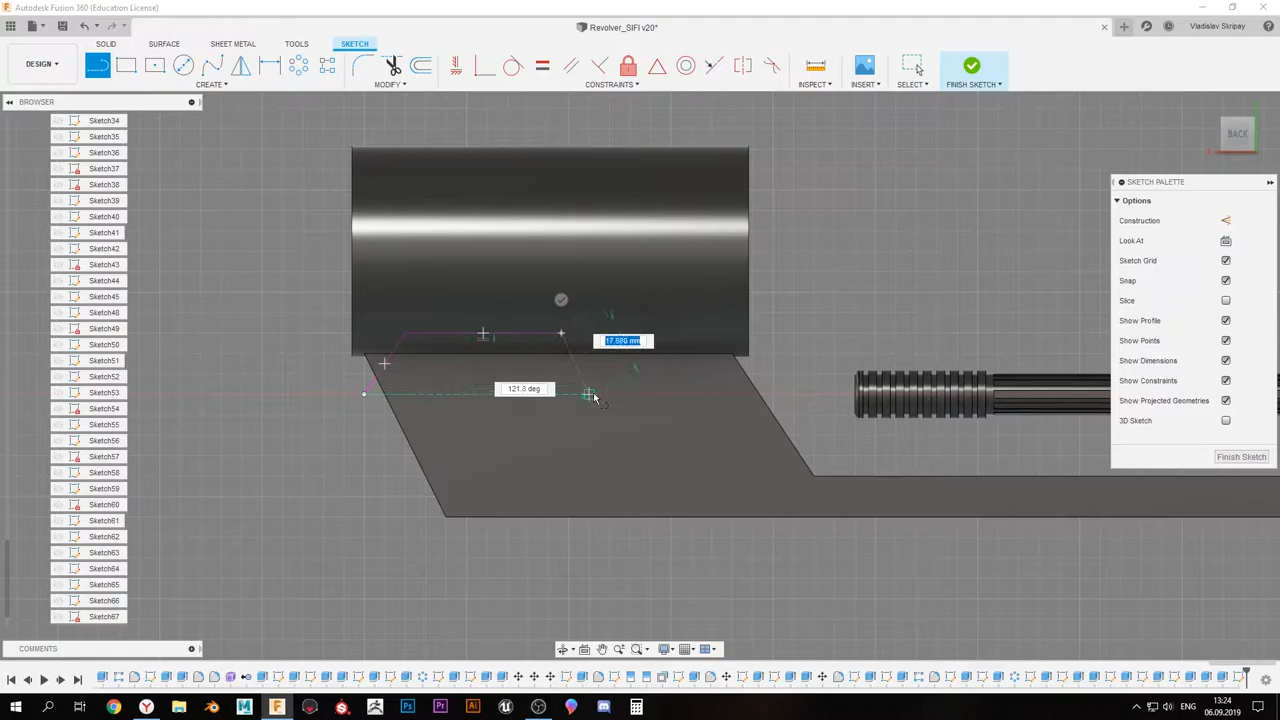 Autodesk Fusion 360 (Education License)
Revolver_SIFI v20*
Vladislav Skripay
DESIGN
SOLID SURFACE SHEET METAL TOOLS SKETCH
CREATE MODIFY CONSTRAINTS INSPECT INSERT SELECT FINISH SKETCH
BROWSER
Sketch34
Sketch35
Sketch36
Sketch37
Sketch38
Sketch39
Sketch40
Sketch41
Sketch42
Sketch43
Sketch44
Sketch45
Sketch46
Sketch47
Sketch48
Sketch49
Sketch50
Sketch51
Sketch52
Sketch53
Sketch54
Sketch55
Sketch56
Sketch57
Sketch58
Sketch59
Sketch60
Sketch61
Sketch62
Sketch63
Sketch64
Sketch65
Sketch66
Sketch67
BACK
SKETCH PALETTE
Options
Construction
Look At
Sketch Grid
Snap
Slice
Show Profile
Show Points
Show Dimensions
Show Constraints
Show Projected Geometries
3D Sketch
Finish Sketch
121.3 deg
COMMENTS
13:24
06.09.2019